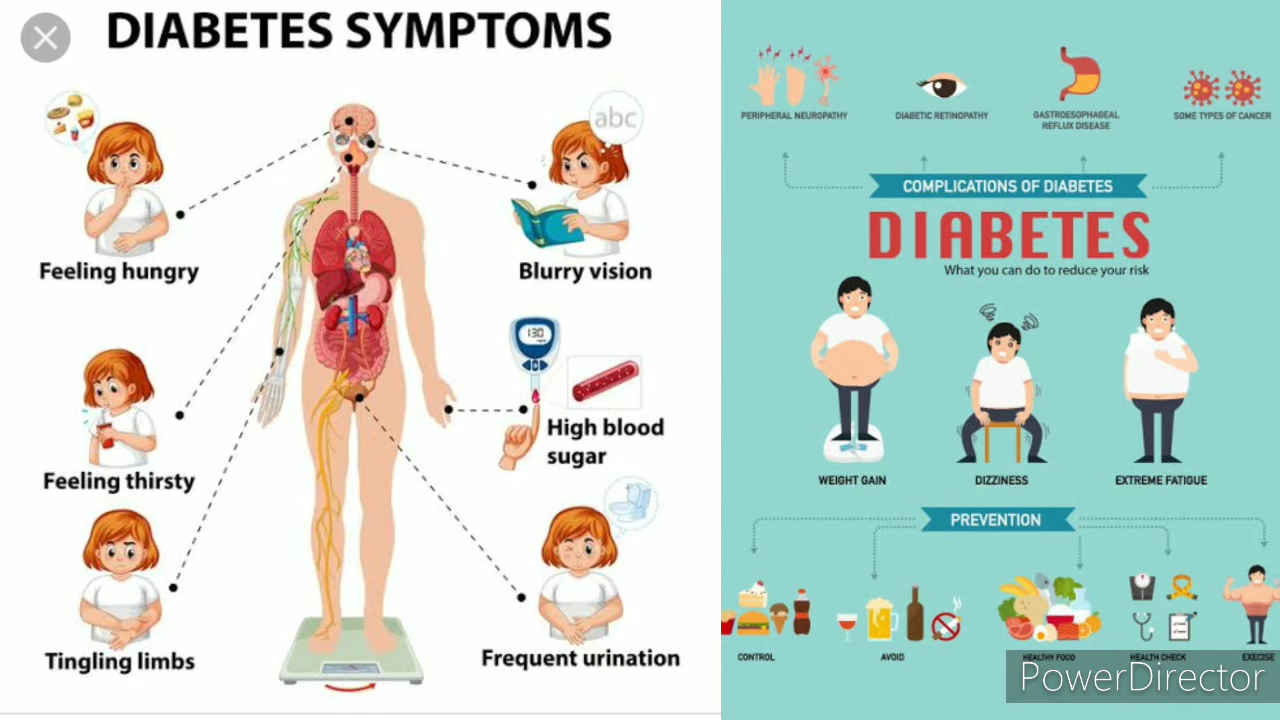 DIABETES SYMPTOMS
abc
Feeling hungry
Blurry vision
130
High blood
sugar
Feeling thirsty
Tingling limbs
Frequent urination
PERIPHERAL NEUROPATHY
DIABETIC RETINOPATHY
GASTROESOPHAGEAL
REFLUX DISEASE
SOME TYPES OF CANCER
COMPLICATIONS OF DIABETES
DIABETES
What you can do to reduce your risk
WEIGHT GAIN
DIZZINESS
EXTREME FATIGUE
PREVENTION
CONTROL
AVOID
HEALTHY FOOD
HEALTH CHECK
EXECISE
PowerDirector